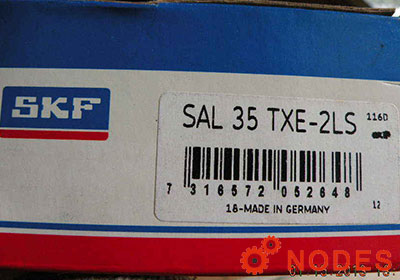 SKF
SAL 35 TXE-2LS
116D
7 316572 052648
18-MADE IN GERMANY
12
NODES